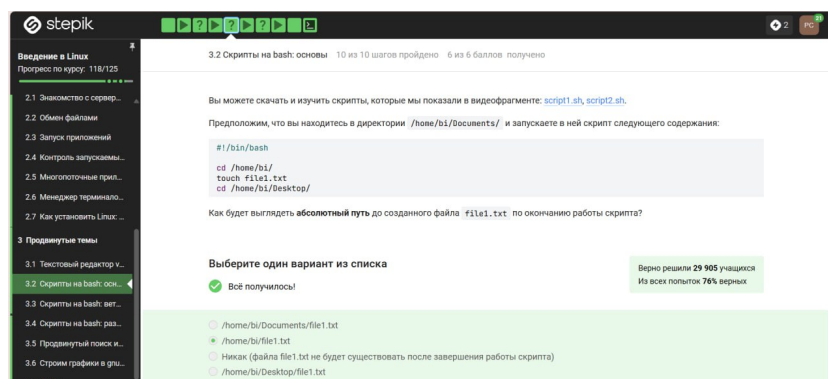 stepik
2
PC
21
Введение в Linux
Прогресс по курсу: 118/125
2.1 Знакомство с сервер...
2.2 Обмен файлами
2.3 Запуск приложений
2.4 Контроль запускаемы...
2.5 Многопоточные прил...
2.6 Менеджер терминало...
2.7 Как установить Linux: ...
3 Продвинутые темы
3.1 Текстовый редактор v...
3.2 Скрипты на bash: осн...
3.3 Скрипты на bash: вет...
3.4 Скрипты на bash: раз...
3.5 Продвинутый поиск и...
3.6 Строим графики в gnu...
3.2 Скрипты на bash: основы 10 из 10 шагов пройдено 6 из 6 баллов получено
Вы можете скачать и изучить скрипты, которые мы показали в видеофрагменте: script1.sh, script2.sh.
Предположим, что вы находитесь в директории /home/bi/Documents/ и запускаете в ней скрипт следующего содержания:
#!/bin/bash
cd /home/bi/
touch file1.txt
cd /home/bi/Desktop/
Как будет выглядеть абсолютный путь до созданного файла file1.txt по окончанию работы скрипта?
Выберите один вариант из списка
Всё получилось!
Верно решили 29 905 учащихся
Из всех попыток 76% верных
/home/bi/Documents/file1.txt
/home/bi/file1.txt
Никак (файла file1.txt не будет существовать после завершения работы скрипта)
/home/bi/Desktop/file1.txt